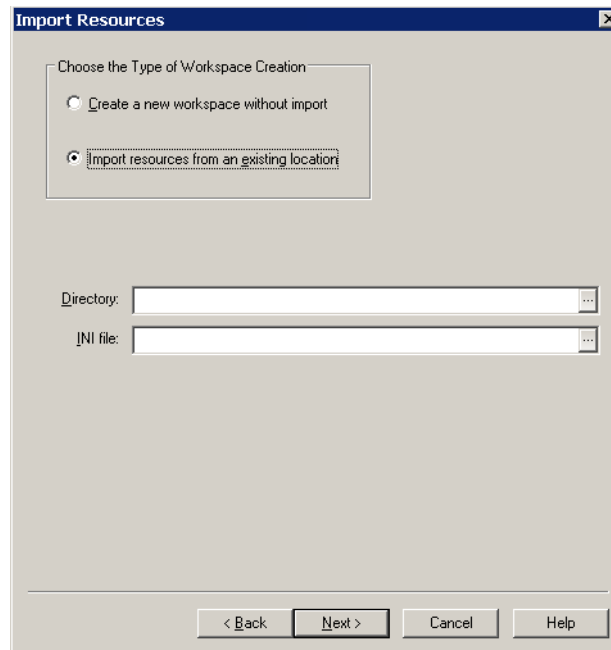 Import Resources
Choose the Type of Workspace Creation
Create a new workspace without import
Import resources from an existing location
Directory:
...
INI file:
...
< Back
Next >
Cancel
Help